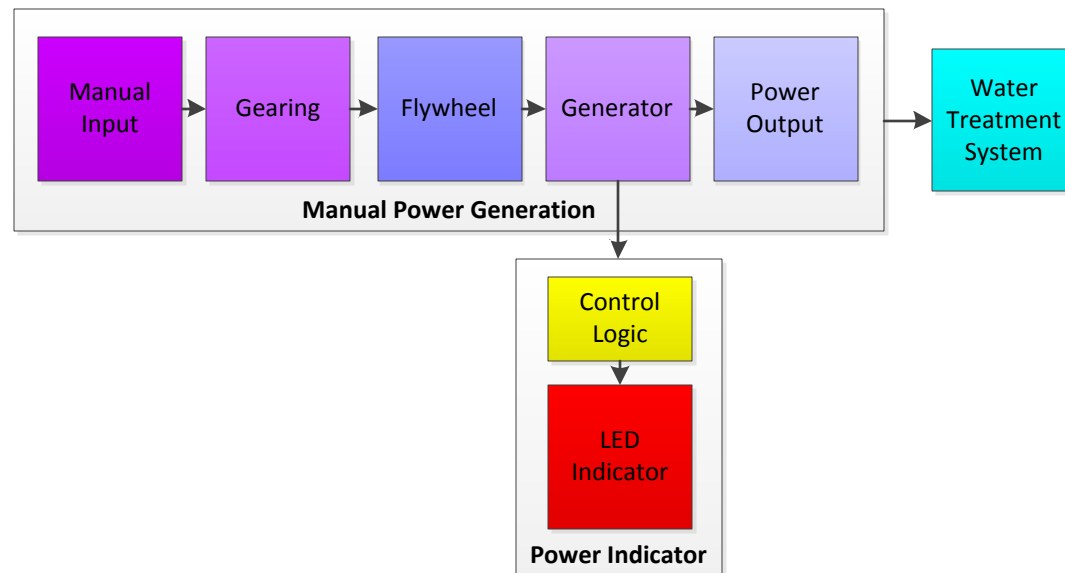 Manual
Input
Gearing
Flywheel
Generator
Power
Output
Water
Treatment
System
Manual Power Generation
Control
Logic
LED
Indicator
Power Indicator